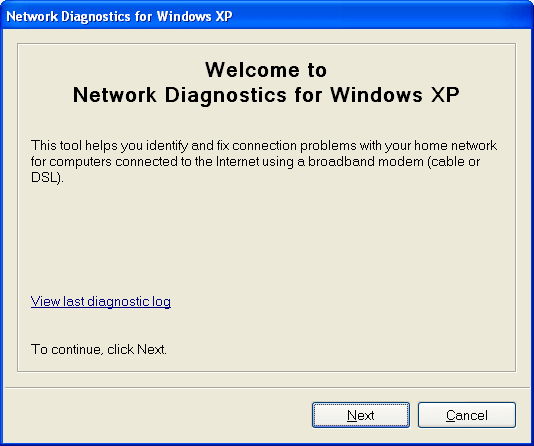 Network Diagnostics for Windows XP
Welcome to
Network Diagnostics for Windows XP
This tool helps you identify and fix connection problems with your home network
for computers connected to the Internet using a broadband modem (cable or
DSL).
View last diagnostic log
To continue, click Next.
Next
Cancel